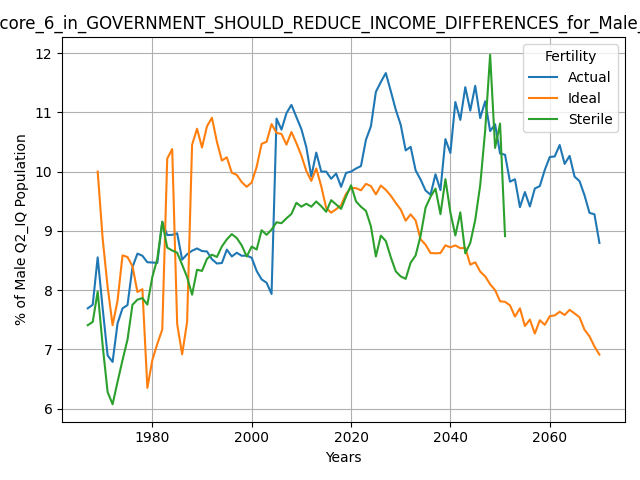 core_6_in_GOVERNMENT_SHOULD_REDUCE_INCOME_DIFFERENCES_for_Male_
12
11
10
9
8
7
6
% of Male Q2_IQ Population
Fertility
Actual
Ideal
Sterile
1980 2000 2020 2040 2060
Years